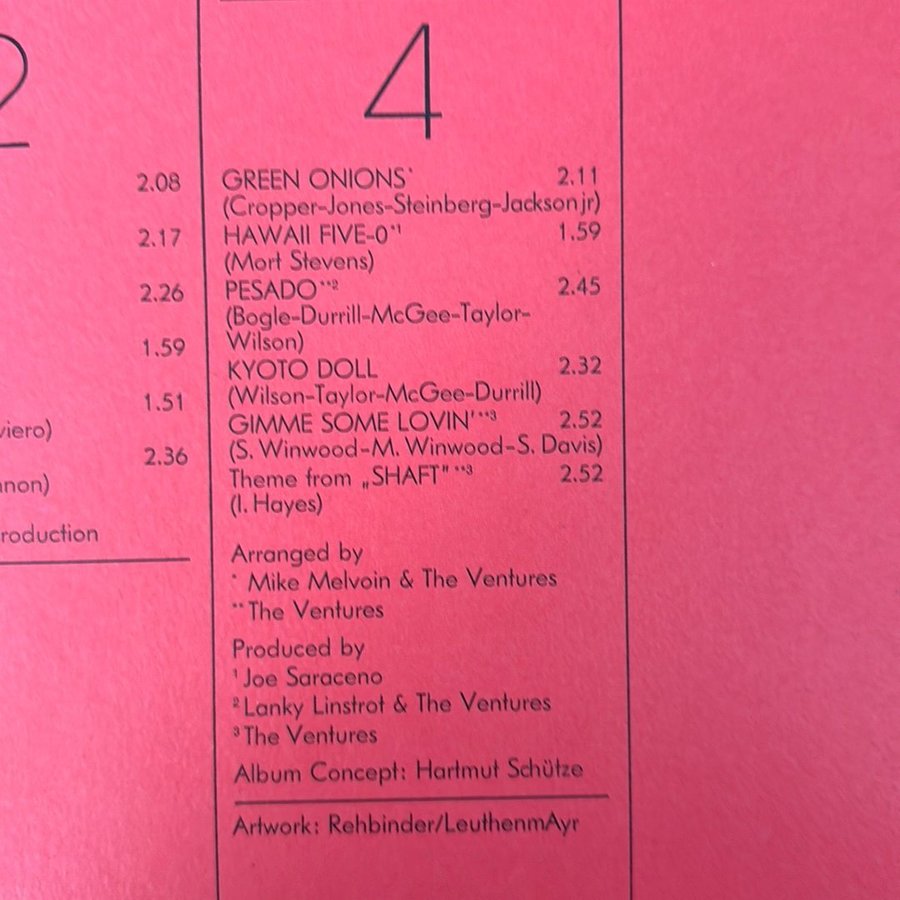 2
2.08
2.17
2.26
1.59
1.51
viero)
2.36
nnon)
roduction
4
GREEN ONIONS* 2.11
(Cropper-Jones-Steinberg-Jackson jr)
HAWAII FIVE-0*¹ 1.59
(Mort Stevens)
PESADO**² 2.45
(Bogle-Durrill-McGee-Taylor-
Wilson)
KYOTO DOLL 2.32
(Wilson-Taylor-McGee-Durrill)
GIMME SOME LOVIN'**³ 2.52
(S. Winwood-M. Winwood-S. Davis)
Theme from „SHAFT" **³ 2.52
(I. Hayes)
Arranged by
* Mike Melvoin & The Ventures
** The Ventures
Produced by
¹ Joe Saraceno
² Lanky Linstrot & The Ventures
³ The Ventures
Album Concept: Hartmut Schütze
Artwork: Rehbinder/LeuthenmAyr